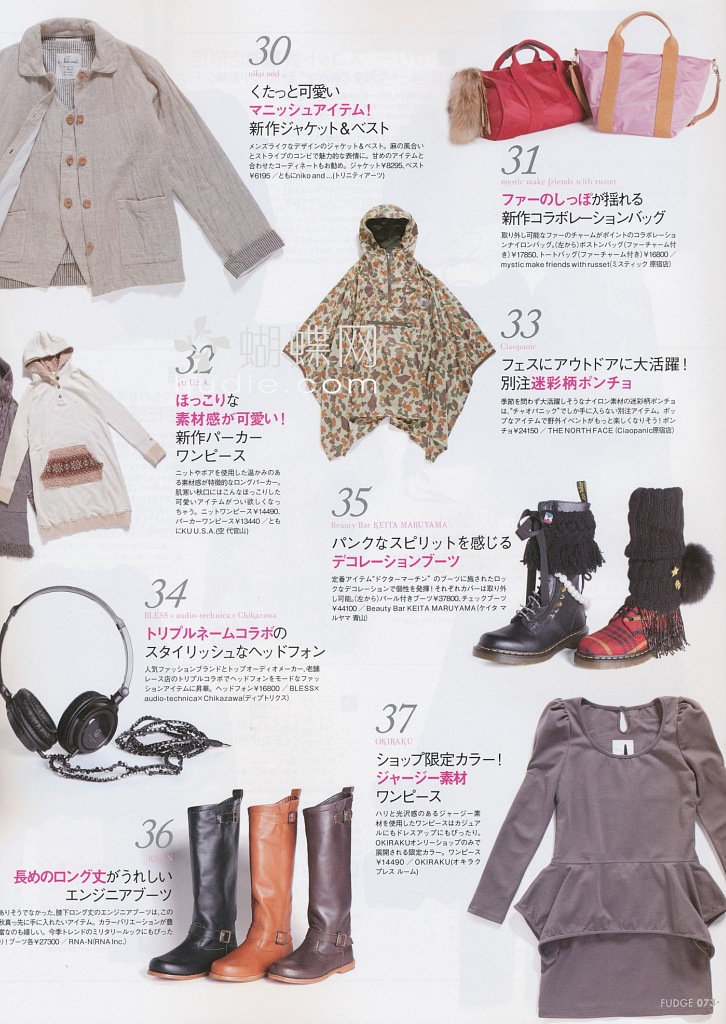 30
niko and ...
くたっと可愛い
マニッシュアイテム!
新作ジャケット&ベスト
メンズライクなデザインのジャケット&ベスト。麻の風合い
とストライプのコンビで魅力的な表情に。甘めのアイテムと
合わせたコーディネートもお勧め。ジャケット¥8295、ベスト
¥6195/ともにniko and ...(トリニティアーツ)
31
mystic make friends with russet
ファーのしっぽが揺れる
新作コラボレーションバッグ
取り外し可能なファーのチャームがポイントのコラボレーショ
ンナイロンバッグ。(左から)ボストンバッグ(ファーチャーム付
き)¥17850、トートバッグ(ファーチャーム付き)¥16800/
mystic make friends with russet(ミスティック 原宿店)
32
KU U.S.A.
ほっこりな
素材感が可愛い!
新作パーカー
ワンピース
ニットやボアを使用した温かみのあ
る素材感が特徴的なロングパーカー。
肌寒い秋口にはこんなほっこりした
可愛いアイテムがつい欲しくなっ
ちゃう。ニットワンピース¥14490、
パーカーワンピース¥13440/とも
にKU U.S.A.(空 代官山)
蝴蝶网
udie.com
33
Ciaopanic
フェスにアウトドアに大活躍!
別注迷彩柄ポンチョ
季節を問わず大活躍しそうなナイロン素材の迷彩柄ポンチョ
は、“チャオパニック”でしか手に入らない別注アイテム。ポッ
プなアイテムで野外イベントがもっと楽しくなりそう!ポン
チョ¥24150/THE NORTH FACE(Ciaopanic原宿店)
34
BLESS×audio-technica×Chikazawa
トリプルネームコラボの
スタイリッシュなヘッドフォン
人気ファッションブランドとトップオーディオメーカー、老舗
レース店のトリプルコラボでヘッドフォンをモードなファッ
ションアイテムに昇華。ヘッドフォン¥16800/BLESS×
audio-technica×Chikazawa(ディプトリクス)
35
Beauty Bar KEITA MARUYAMA
パンクなスピリットを感じる
デコレーションブーツ
定番アイテム“ドクターマーチン”のブーツに施されたロッ
クなデコレーションで個性を発揮!それぞれカバーは取り外
し可能。(左から)パール付きブーツ¥37800、チェックブーツ
¥44100/Beauty Bar KEITA MARUYAMA(ケイタ マ
ルヤマ 青山)
36
RNA-N
長めのロング丈がうれしい
エンジニアブーツ
ありそうでなかった、膝下ロング丈のエンジニアブーツは、この
秋真っ先に手に入れたいアイテム。カラーバリエーションが豊
富なのも嬉しい。今季トレンドのミリタリールックにもぴった
り!ブーツ各¥27300/RNA-N(RNA Inc.)
37
OKIRAKU
ショップ限定カラー!
ジャージー素材
ワンピース
ハリと光沢感のあるジャージー素
材を使用したワンピースはカジュア
ルにもドレスアップにもぴったり。
OKIRAKUオンリーショップのみで
展開される限定カラー。ワンピース
¥14490/OKIRAKU(オキラク
プレス ルーム)
FUDGE 073